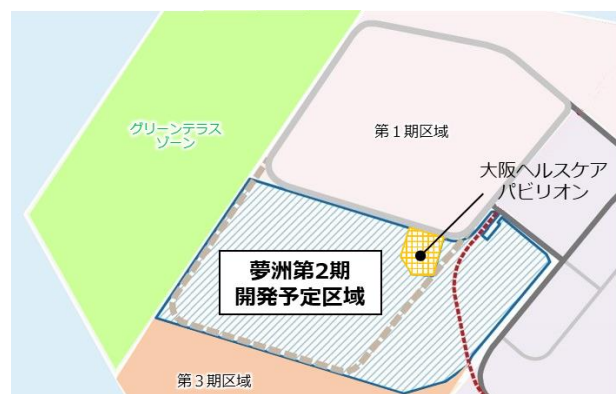 グリーンテラス
ゾーン
第1期区域
大阪ヘルスケア
パビリオン
夢洲第2期
開発予定区域
第3期区域